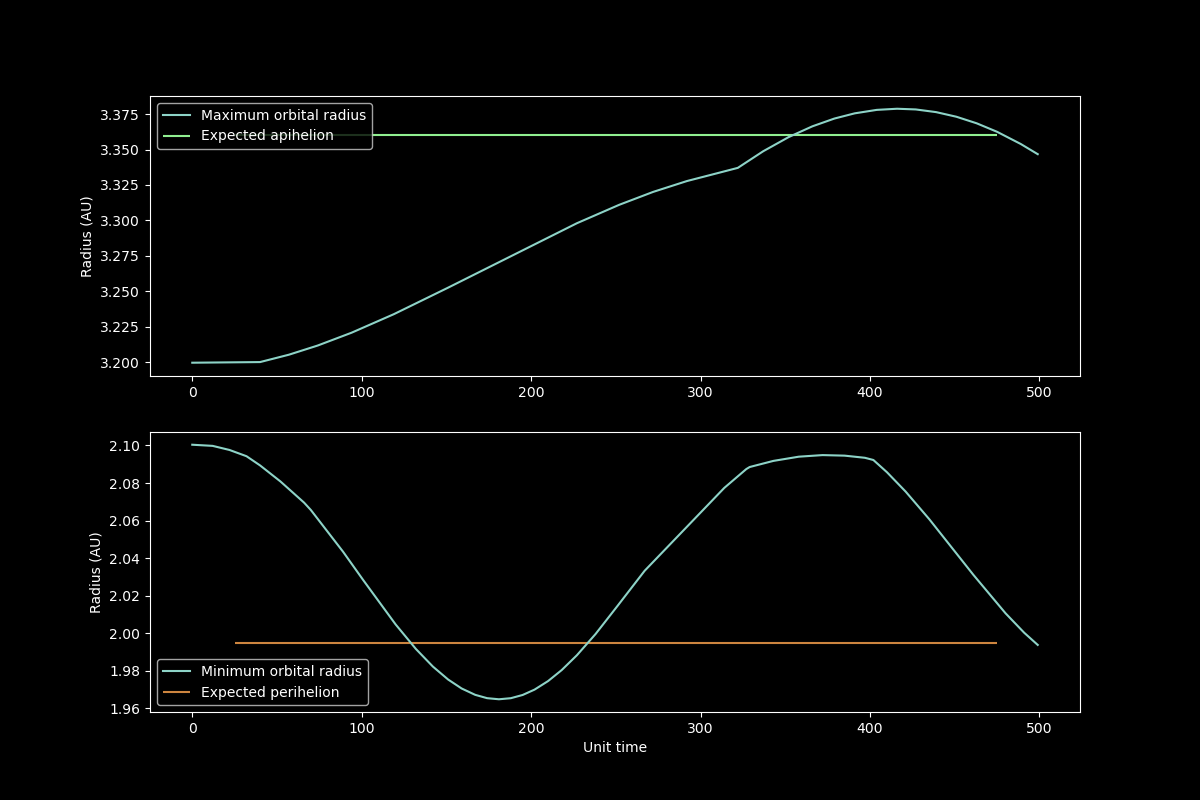 3.375
3.350
3.325
3.300
3.275
3.250
3.225
3.200
Radius (AU)
Maximum orbital radius
Expected apihelion
0 100 200 300 400 500
2.10
2.08
2.06
2.04
2.02
2.00
1.98
1.96
Radius (AU)
Minimum orbital radius
Expected perihelion
0 100 200 300 400 500
Unit time